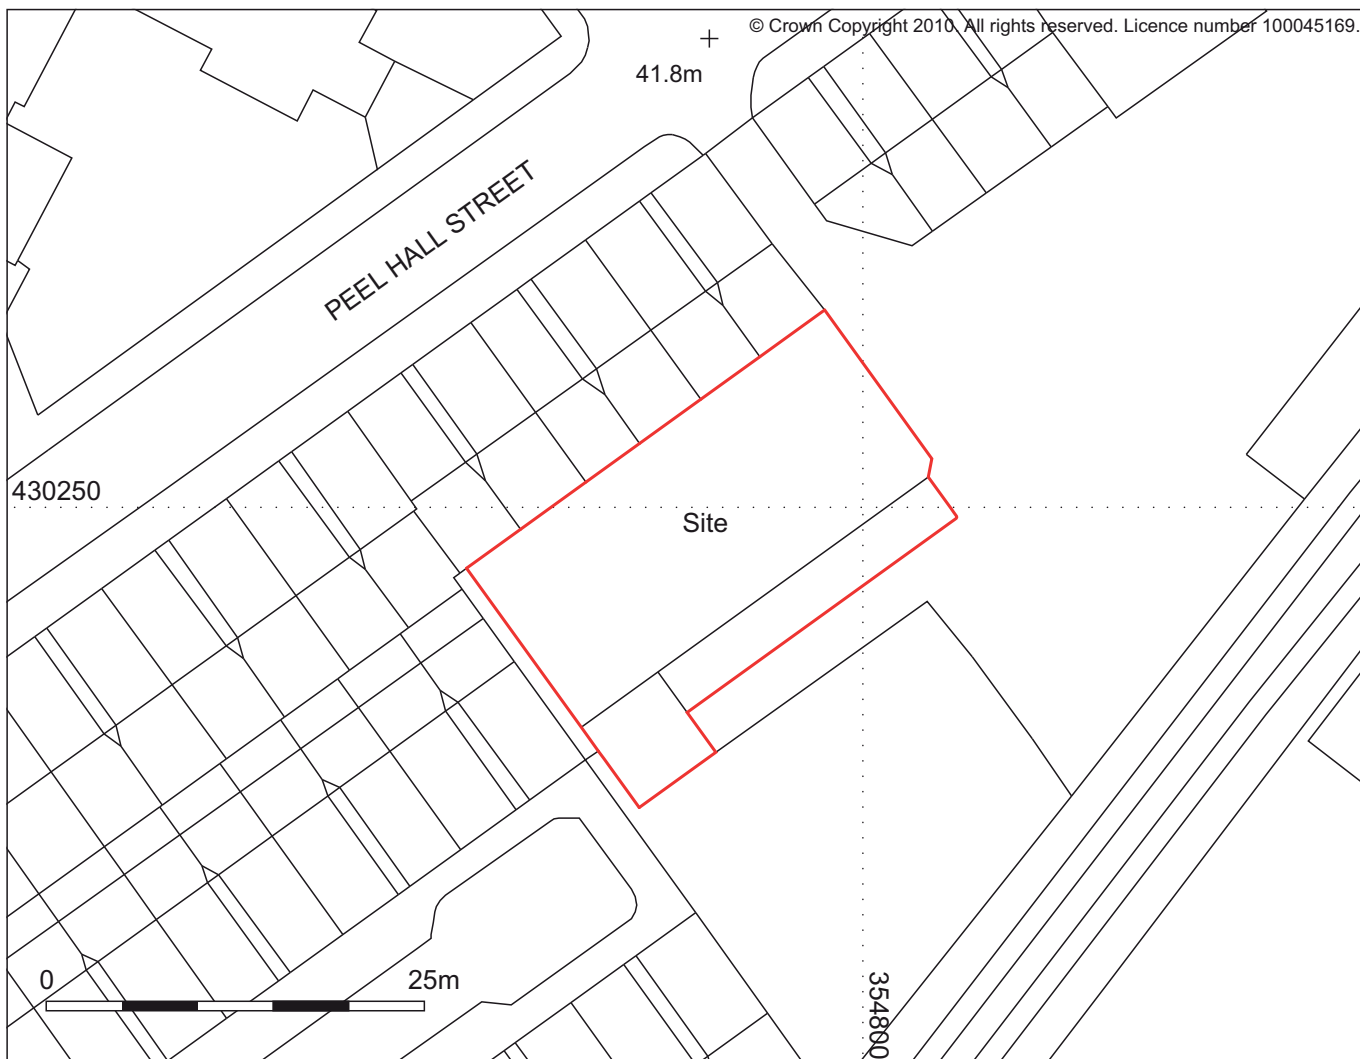 © Crown Copyright 2010. All rights reserved. Licence number 100045169.
41.8m
PEEL HALL STREET
430250
Site
0 25m
354800